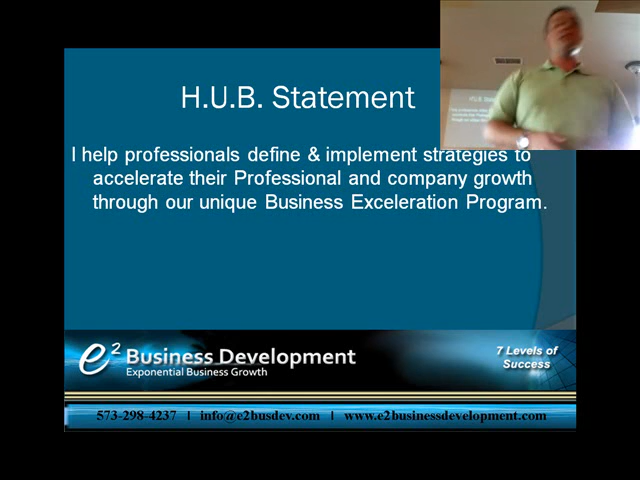 H.U.B. Statement
I help professionals define & implement strategies to
accelerate their Professional and company growth
through our unique Business Exceleration Program.
e2 Business Development
Exponential Business Growth
7 Levels of
Success
573-298-4237 | info@e2busdev.com | www.e2businessdevelopment.com